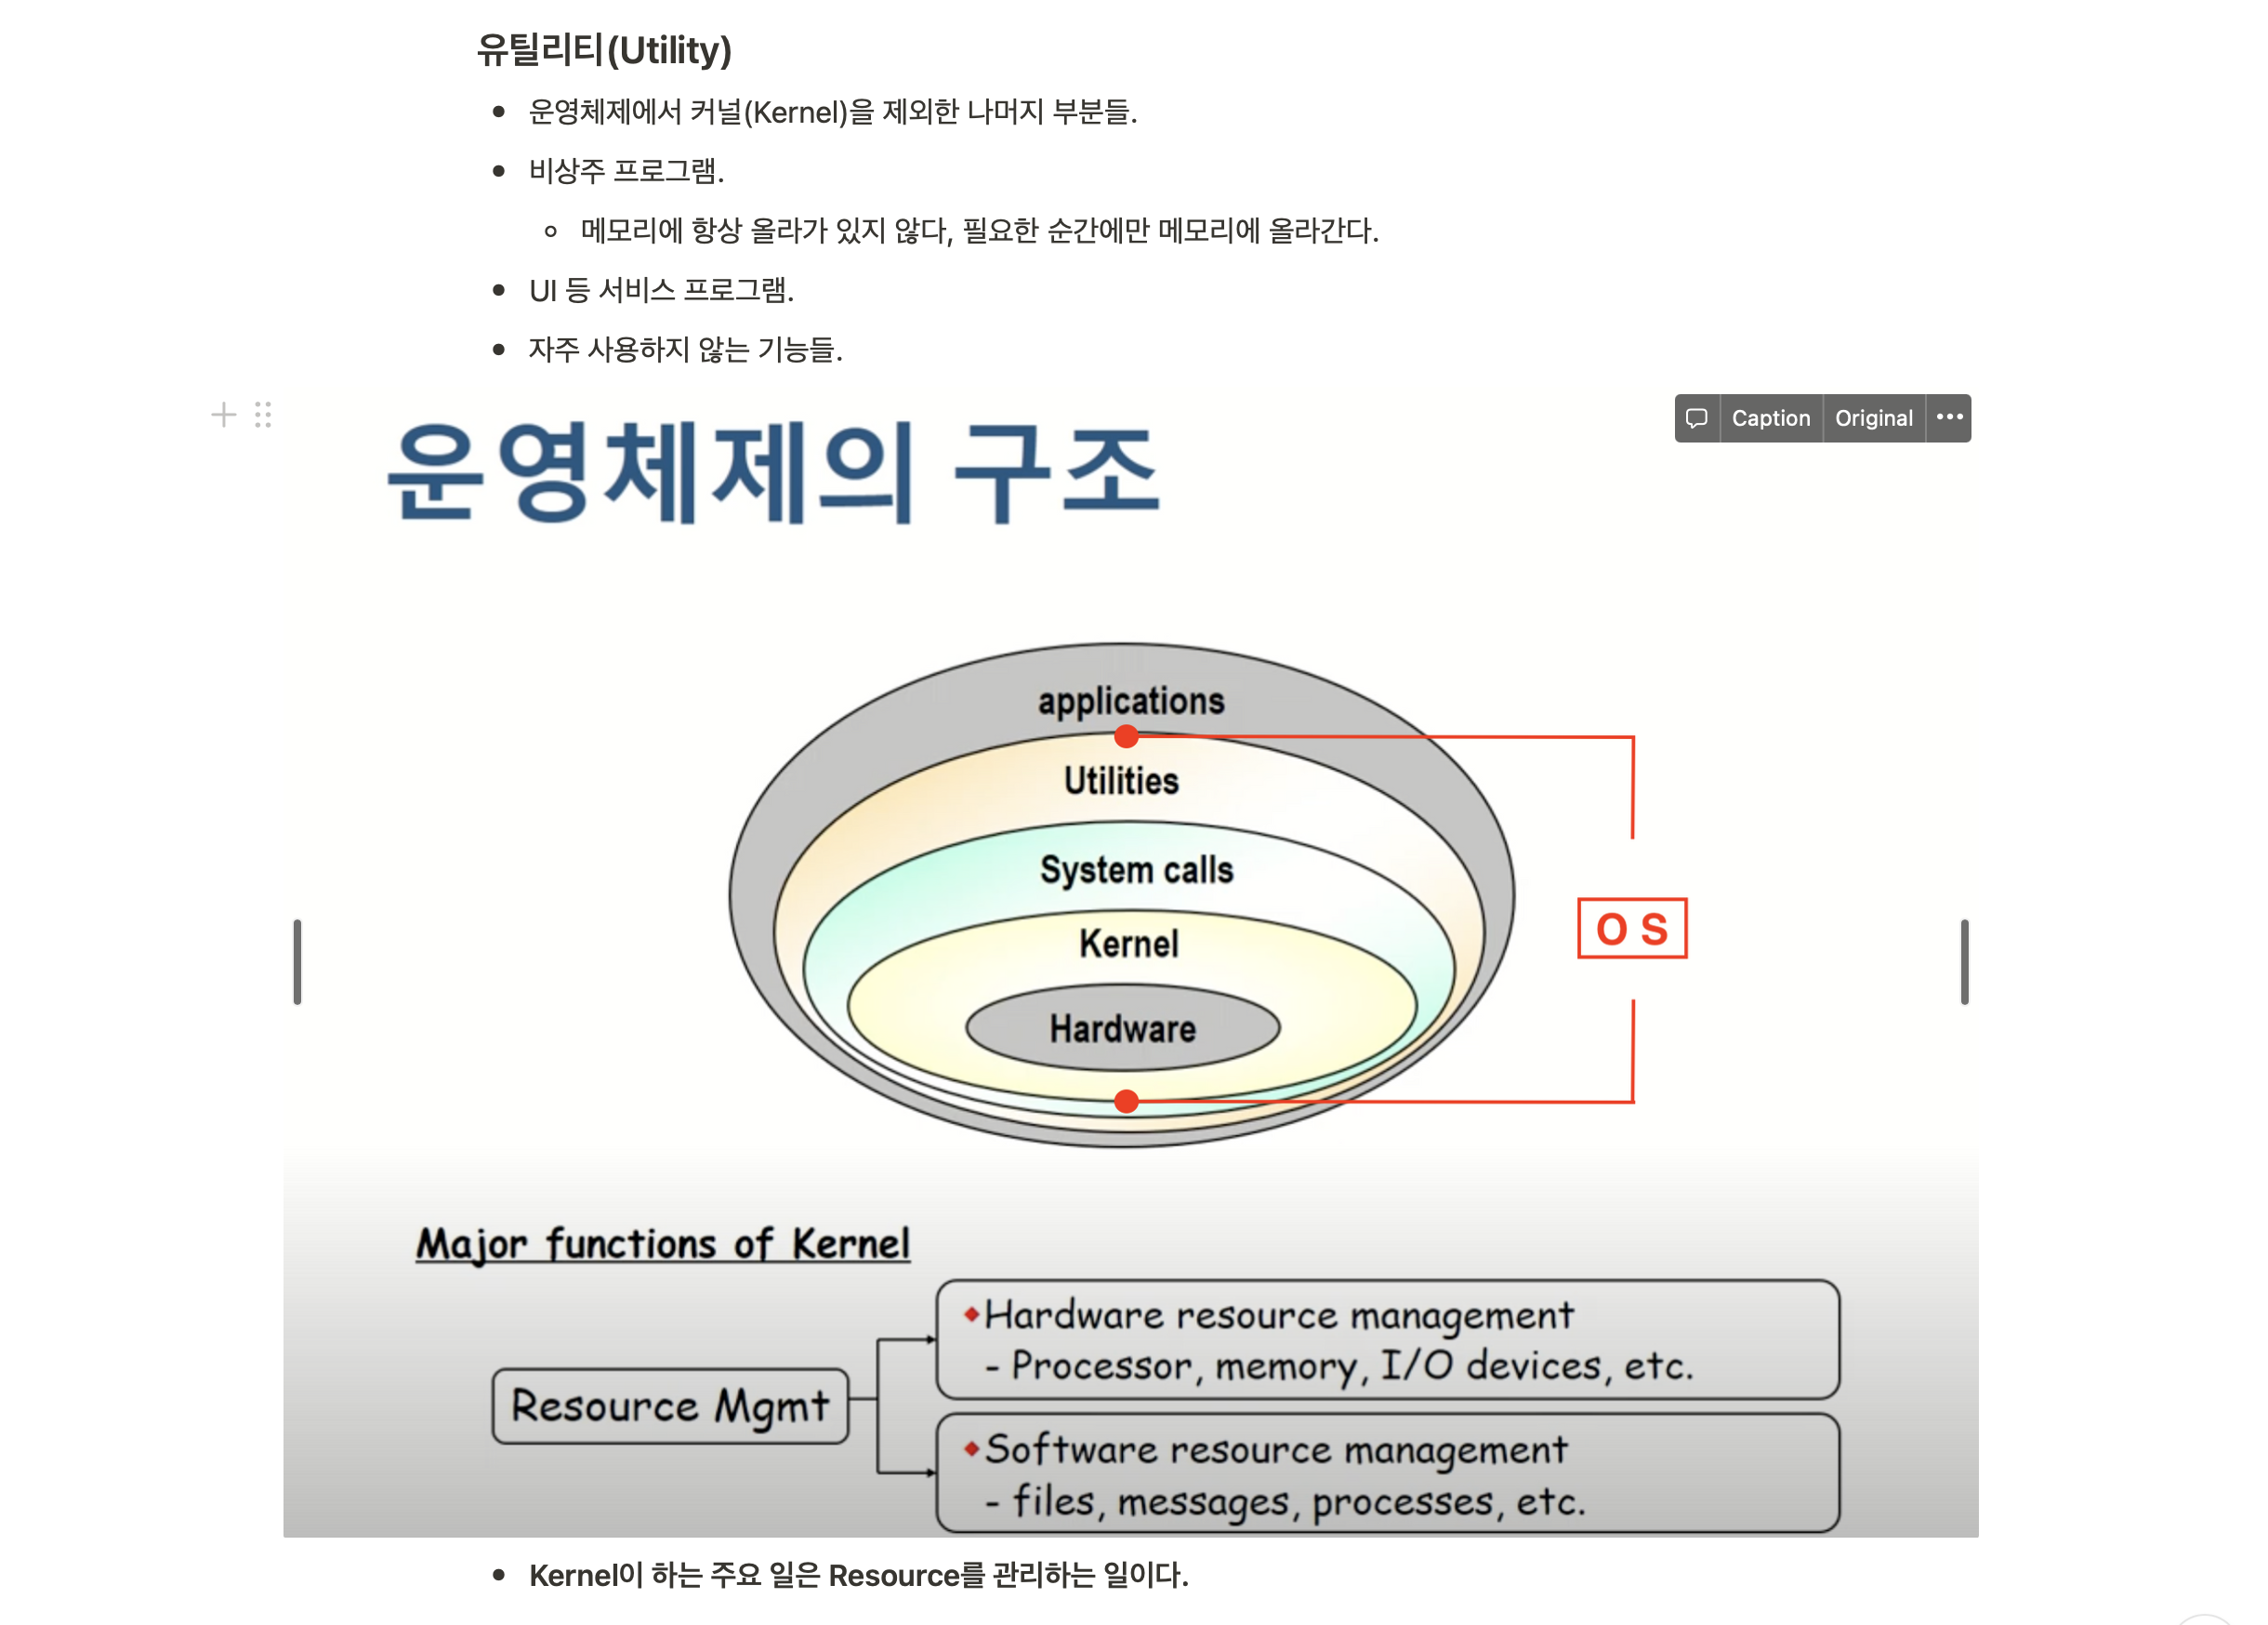 유틸리티(Utility)
운영체제에서 커널(Kernel)을 제외한 나머지 부분들.
비상주 프로그램.
메모리에 항상 올라가 있지 않다, 필요한 순간에만 메모리에 올라간다.
UI 등 서비스 프로그램.
자주 사용하지 않는 기능들.
Caption Original
운영체제의 구조
applications
Utilities
System calls
Kernel
Hardware
O S
Major functions of Kernel
Resource Mgmt
Hardware resource management
- Processor, memory, I/O devices, etc.
Software resource management
- files, messages, processes, etc.
Kernel이 하는 주요 일은 Resource를 관리하는 일이다.